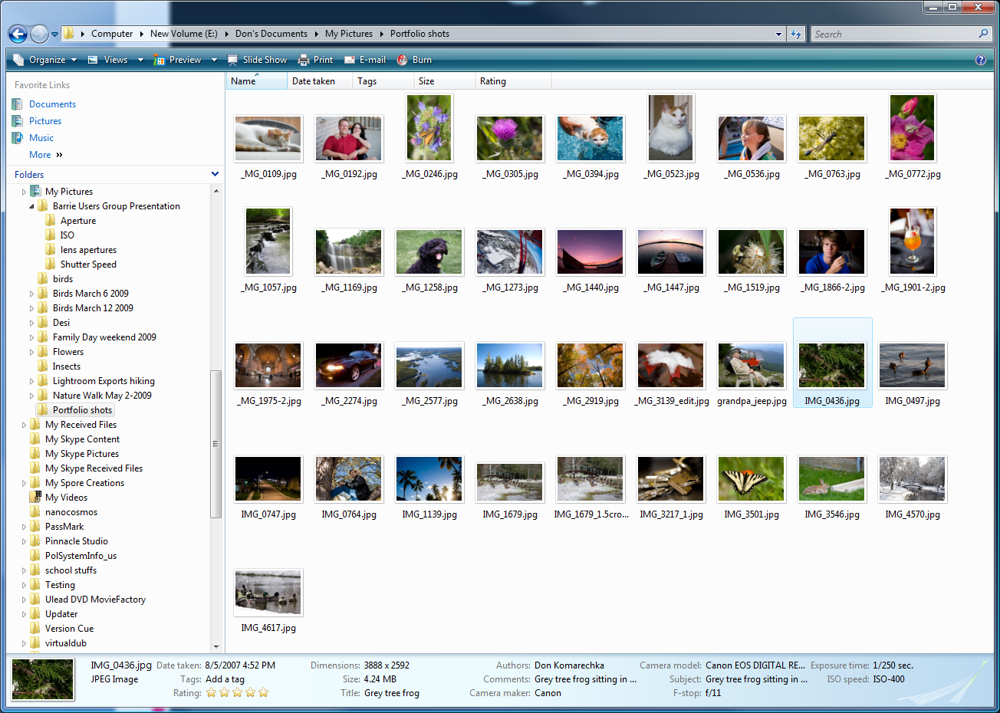 Computer ▸ New Volume (E:) ▸ Don's Documents ▸ My Pictures ▸ Portfolio shots
Search
Organize Views Preview Slide Show Print E-mail Burn
Favorite Links
Documents
Pictures
Music
More »
Folders
My Pictures
Barrie Users Group Presentation
Aperture
ISO
lens apertures
Shutter Speed
birds
Birds March 6 2009
Birds March 12 2009
Desi
Family Day weekend 2009
Flowers
Insects
Lightroom Exports hiking
Nature Walk May 2-2009
Portfolio shots
My Received Files
My Skype Content
My Skype Pictures
My Skype Received Files
My Spore Creations
My Videos
nanocosmos
PassMark
Pinnacle Studio
PolSystemInfo_us
school stuffs
Testing
Ulead DVD MovieFactory
Updater
Version Cue
virtualdub
Name Date taken Tags Size Rating
_MG_0109.jpg _MG_0192.jpg _MG_0246.jpg _MG_0305.jpg _MG_0394.jpg _MG_0523.jpg _MG_0536.jpg _MG_0763.jpg _MG_0772.jpg
_MG_1057.jpg _MG_1169.jpg _MG_1258.jpg _MG_1273.jpg _MG_1440.jpg _MG_1447.jpg _MG_1519.jpg _MG_1866-2.jpg _MG_1901-2.jpg
_MG_1975-2.jpg _MG_2274.jpg _MG_2577.jpg _MG_2638.jpg _MG_2919.jpg _MG_3139_edit.jpg grandpa_jeep.jpg IMG_0436.jpg IMG_0497.jpg
IMG_0747.jpg IMG_0764.jpg IMG_1139.jpg IMG_1679.jpg IMG_1679_1.5cro... IMG_3217_1.jpg IMG_3501.jpg IMG_3546.jpg IMG_4570.jpg
IMG_4617.jpg
IMG_0436.jpg Date taken: 8/5/2007 4:52 PM Dimensions: 3888 x 2592 Authors: Don Komarechka Camera model: Canon EOS DIGITAL RE... Exposure time: 1/250 sec.
JPEG Image Tags: Add a tag Size: 4.24 MB Comments: Grey tree frog sitting in ... Subject: Grey tree frog sitting in ... ISO speed: ISO-400
Rating: Title: Grey tree frog Camera maker: Canon F-stop: f/11